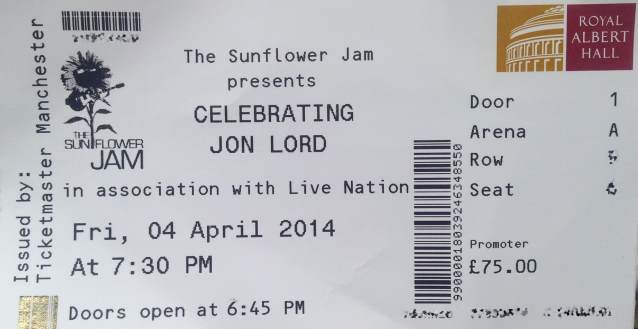 Issued by:
Ticketmaster Manchester
THE
SUNFLOWER
JAM
The Sunflower Jam
presents
CELEBRATING
JON LORD
in association with Live Nation
Fri, 04 April 2014
At 7:30 PM
Doors open at 6:45 PM
9900001803924634855​0
ROYAL
ALBERT
HALL
Door 1
Arena A
Row
Seat
Promoter
£75.00